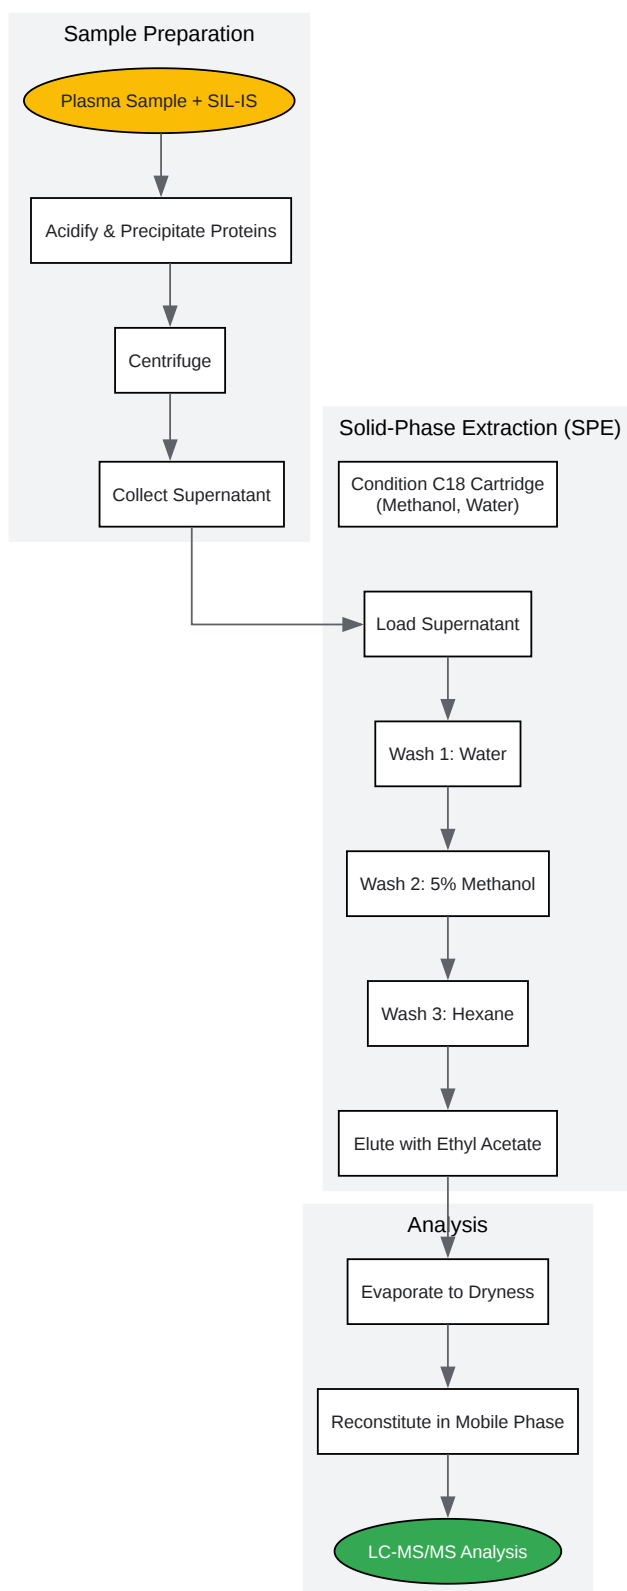 Sample Preparation
Plasma Sample + SIL-IS
Acidify & Precipitate Proteins
Centrifuge
Collect Supernatant
Solid-Phase Extraction (SPE)
Condition C18 Cartridge
(Methanol, Water)
Load Supernatant
Wash 1: Water
Wash 2: 5% Methanol
Wash 3: Hexane
Elute with Ethyl Acetate
Analysis
Evaporate to Dryness
Reconstitute in Mobile Phase
LC-MS/MS Analysis